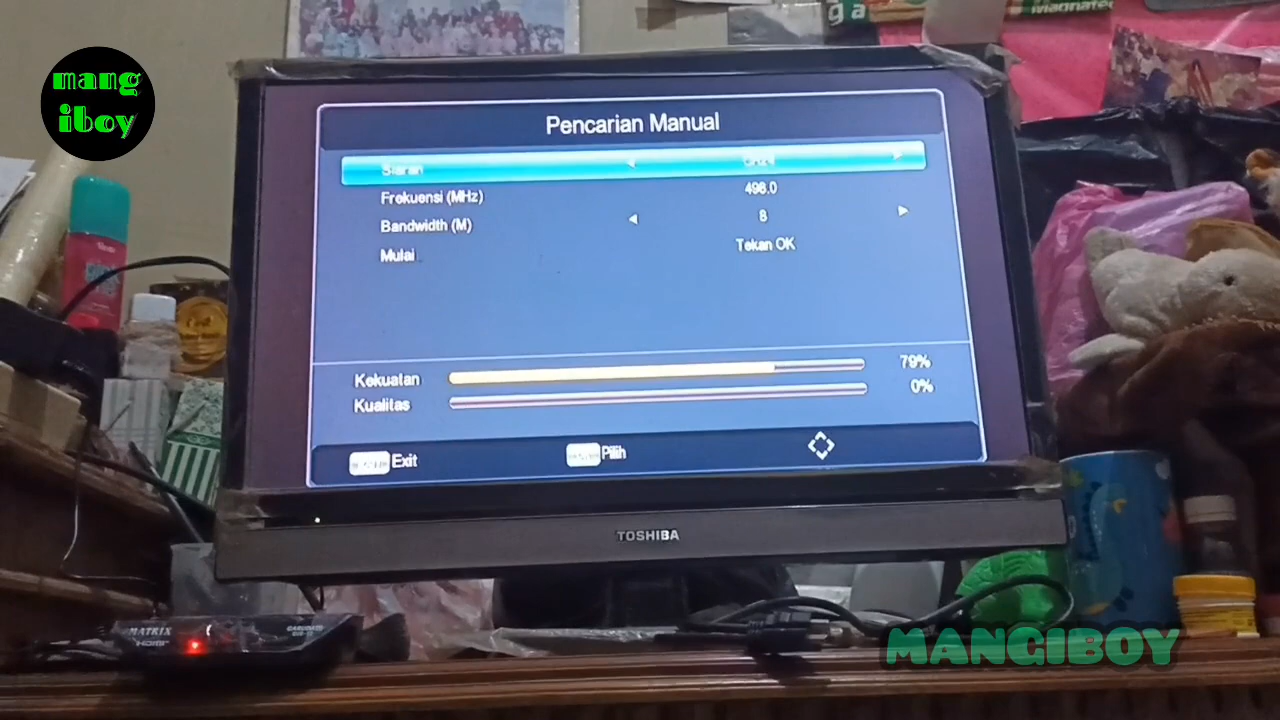 mang
iboy
Pencarian Manual
Siaran
Frekuensi (MHz) 498.0
Bandwidth (M) 8
Mulai Tekan OK
Kekuatan 79%
Kualitas 0%
Exit Pilih
TOSHIBA
MATRIX
HDMI
MANGIBOY